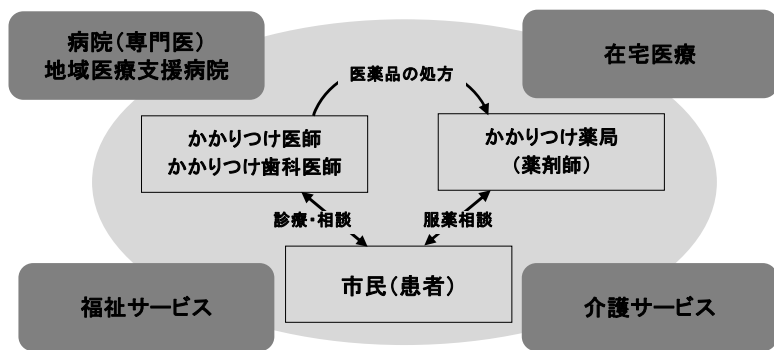 病院（専門医）
地域医療支援病院
在宅医療
医薬品の処方
かかりつけ医師
かかりつけ歯科医師
かかりつけ薬局
（薬剤師）
診療・相談
服薬相談
市民（患者）
福祉サービス
介護サービス